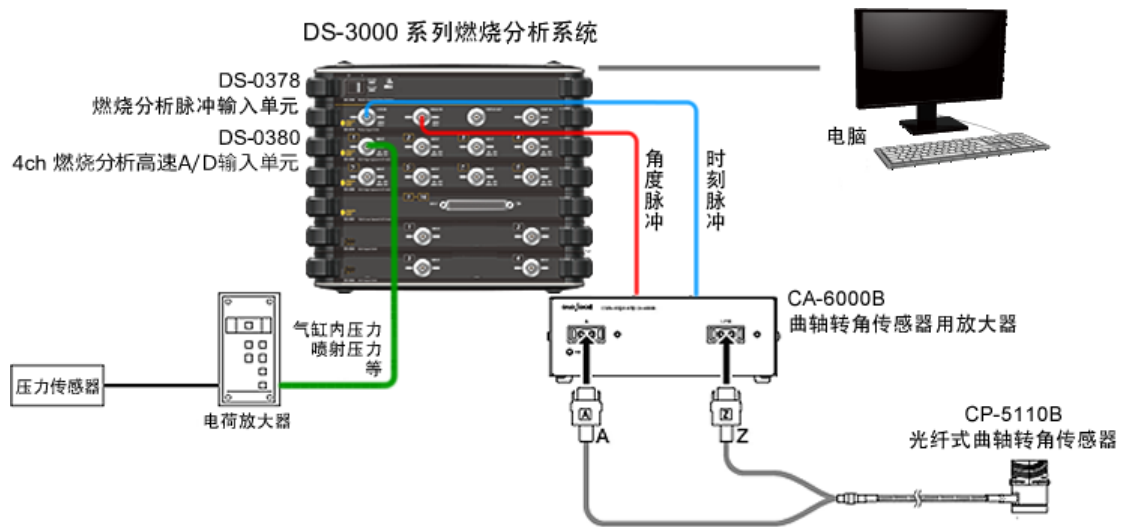 DS-3000 系列燃烧分析系统
DS-0378
燃烧分析脉冲输入单元
DS-0380
4ch 燃烧分析高速A/D输入单元
电脑
角度脉冲
时刻脉冲
CA-6000B
曲轴转角传感器用放大器
气缸内压力
喷射压力
等
压力传感器
电荷放大器
A
Z
A
Z
CP-5110B
光纤式曲轴转角传感器